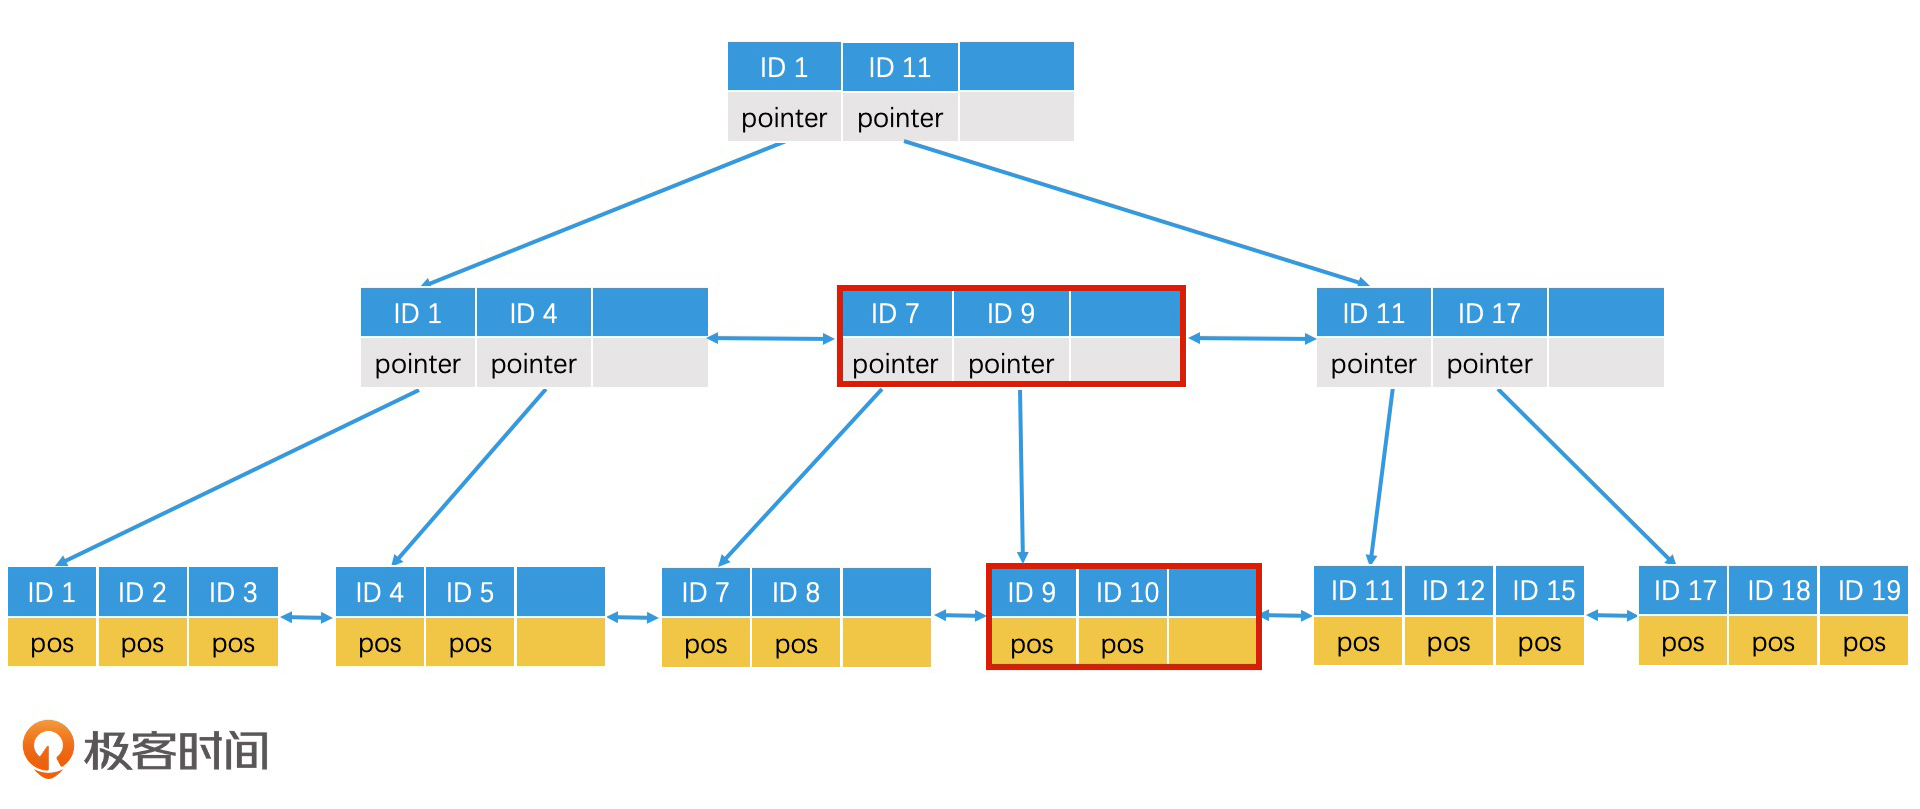 ID 1 ID 11
pointer pointer
ID 1 ID 4 ID 7 ID 9 ID 11 ID 17
pointer pointer pointer pointer pointer pointer
ID 1 ID 2 ID 3 ID 4 ID 5 ID 7 ID 8 ID 9 ID 10 ID 11 ID 12 ID 15 ID 17 ID 18 ID 19
pos pos pos pos pos pos pos pos pos pos pos pos pos pos pos
极客时间